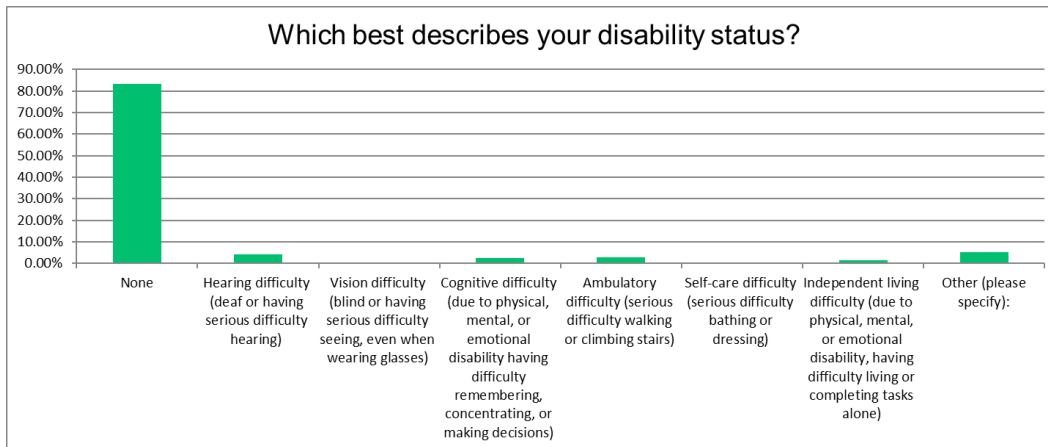 Which best describes your disability status?
90.00%
80.00%
70.00%
60.00%
50.00%
40.00%
30.00%
20.00%
10.00%
0.00%
None
Hearing difficulty
(deaf or having
serious difficulty
hearing)
Vision difficulty
(blind or having
serious difficulty
seeing, even when
wearing glasses)
Cognitive difficulty
(due to physical,
mental, or
emotional
disability having
difficulty
remembering,
concentrating, or
making decisions)
Ambulatory
difficulty (serious
difficulty walking
or climbing stairs)
Self-care difficulty
(serious difficulty
bathing or
dressing)
Independent living
difficulty (due to
physical, mental,
or emotional
disability, having
difficulty living or
completing tasks
alone)
Other (please
specify):